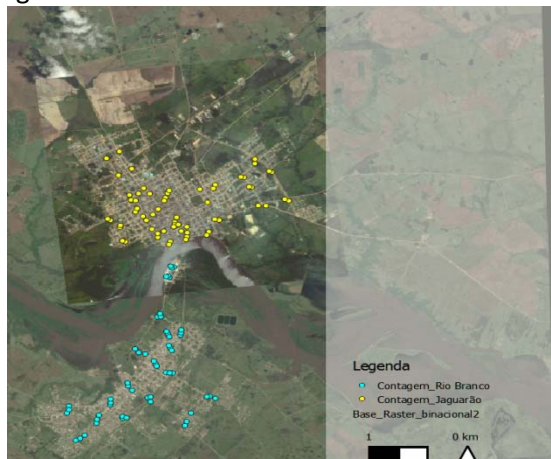 Legenda
Contagem_Rio Branco
Contagem_Jaguarão
Base_Raster_binacional2
1 0 km